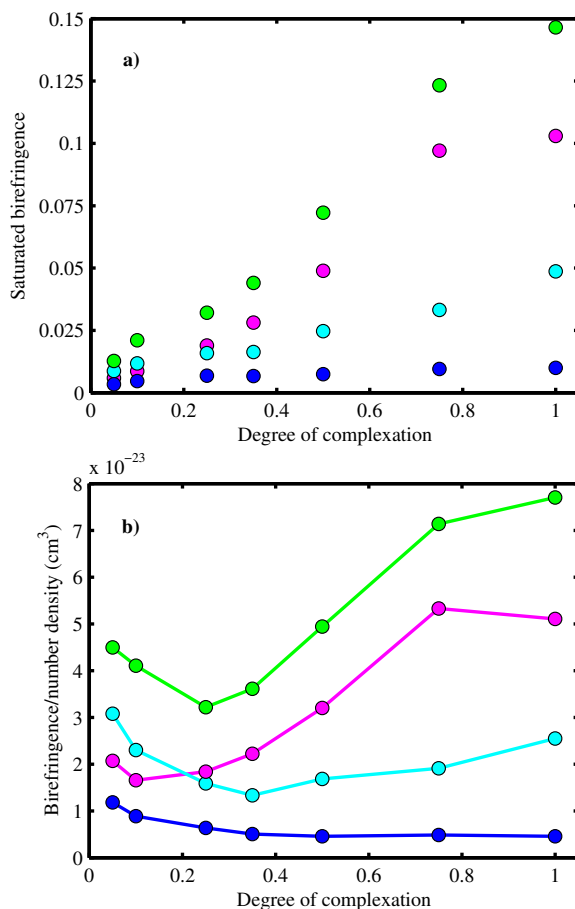 0.15
a)
0.125
0.1
0.075
0.05
0.025
0
Saturated birefringence
0 0.2 0.4 0.6 0.8 1
Degree of complexation
x 10^−23
8
b)
7
6
5
4
3
2
1
0
Birefringence/number density (cm^3)
0 0.2 0.4 0.6 0.8 1
Degree of complexation